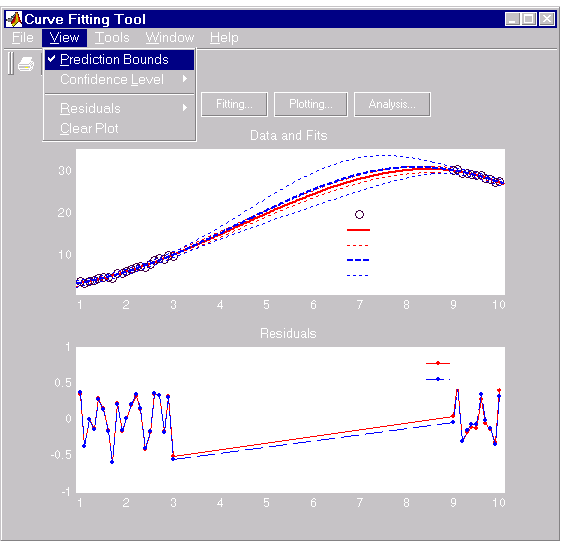 Curve Fitting Tool
File View Tools Window Help
Prediction Bounds
Confidence Level
Residuals
Clear Plot
Fitting... Plotting... Analysis...
Data and Fits
30
20
10
1 2 3 4 5 6 7 8 9 10
Residuals
1
0.5
0
-0.5
-1
1 2 3 4 5 6 7 8 9 10